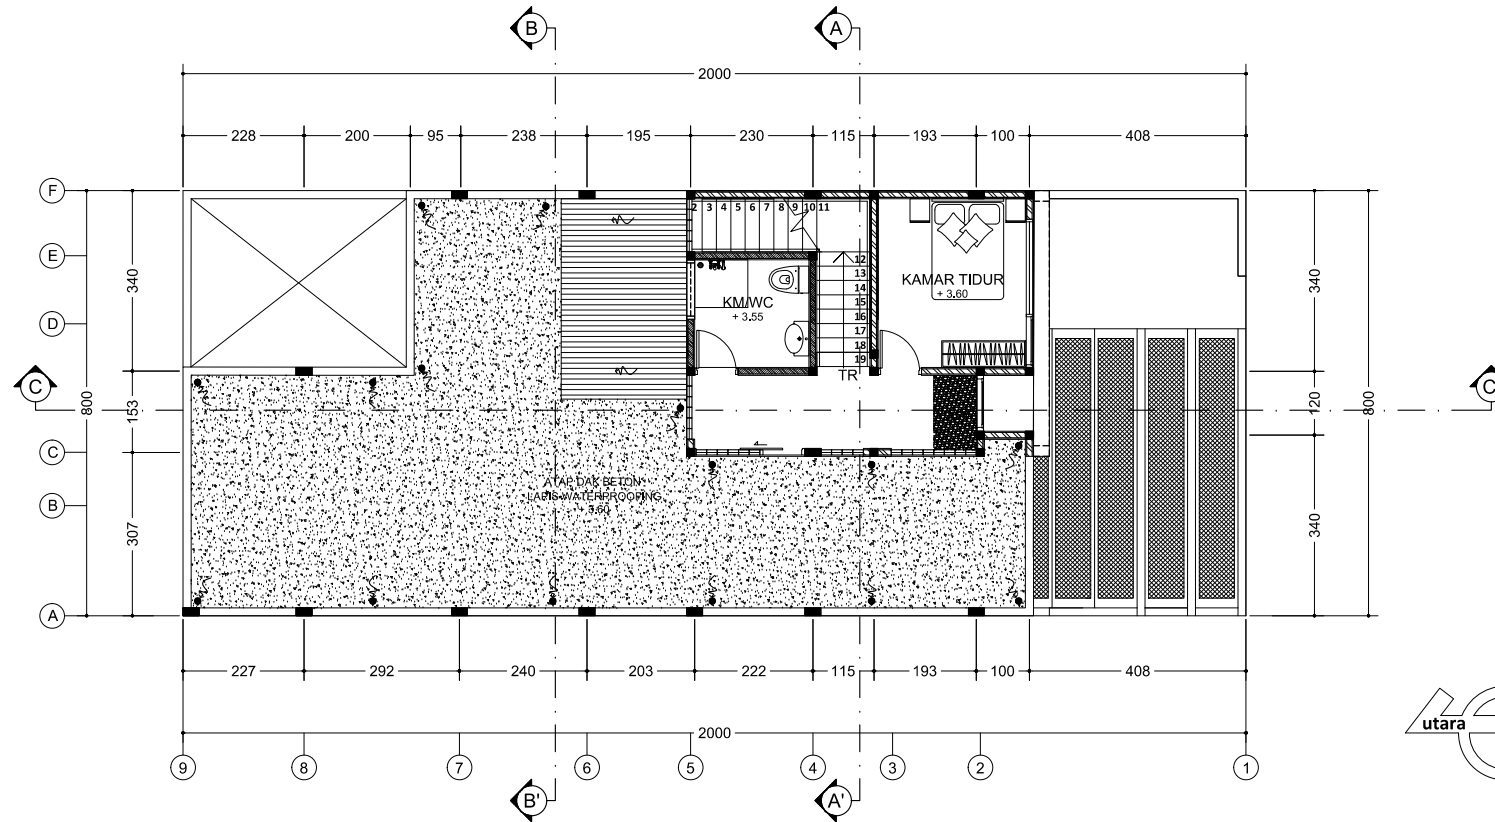 B A
2000
228 200 95 238 195 230 115 193 100 408
F
E
D
C
B
A
340
153
307
800
C
2 3 4 5 6 7 8 9 10 11
12
13
14
15
16
17
18
19
TR
KM/WC
+ 3.55
KAMAR TIDUR
+ 3.60
ATAP DAK BETON
LAPIS WATERPROOFING
+ 3.60
340
120
340
800
C'
227 292 240 203 222 115 193 100 408
2000
9 8 7 6 5 4 3 2 1
B' A'
utara